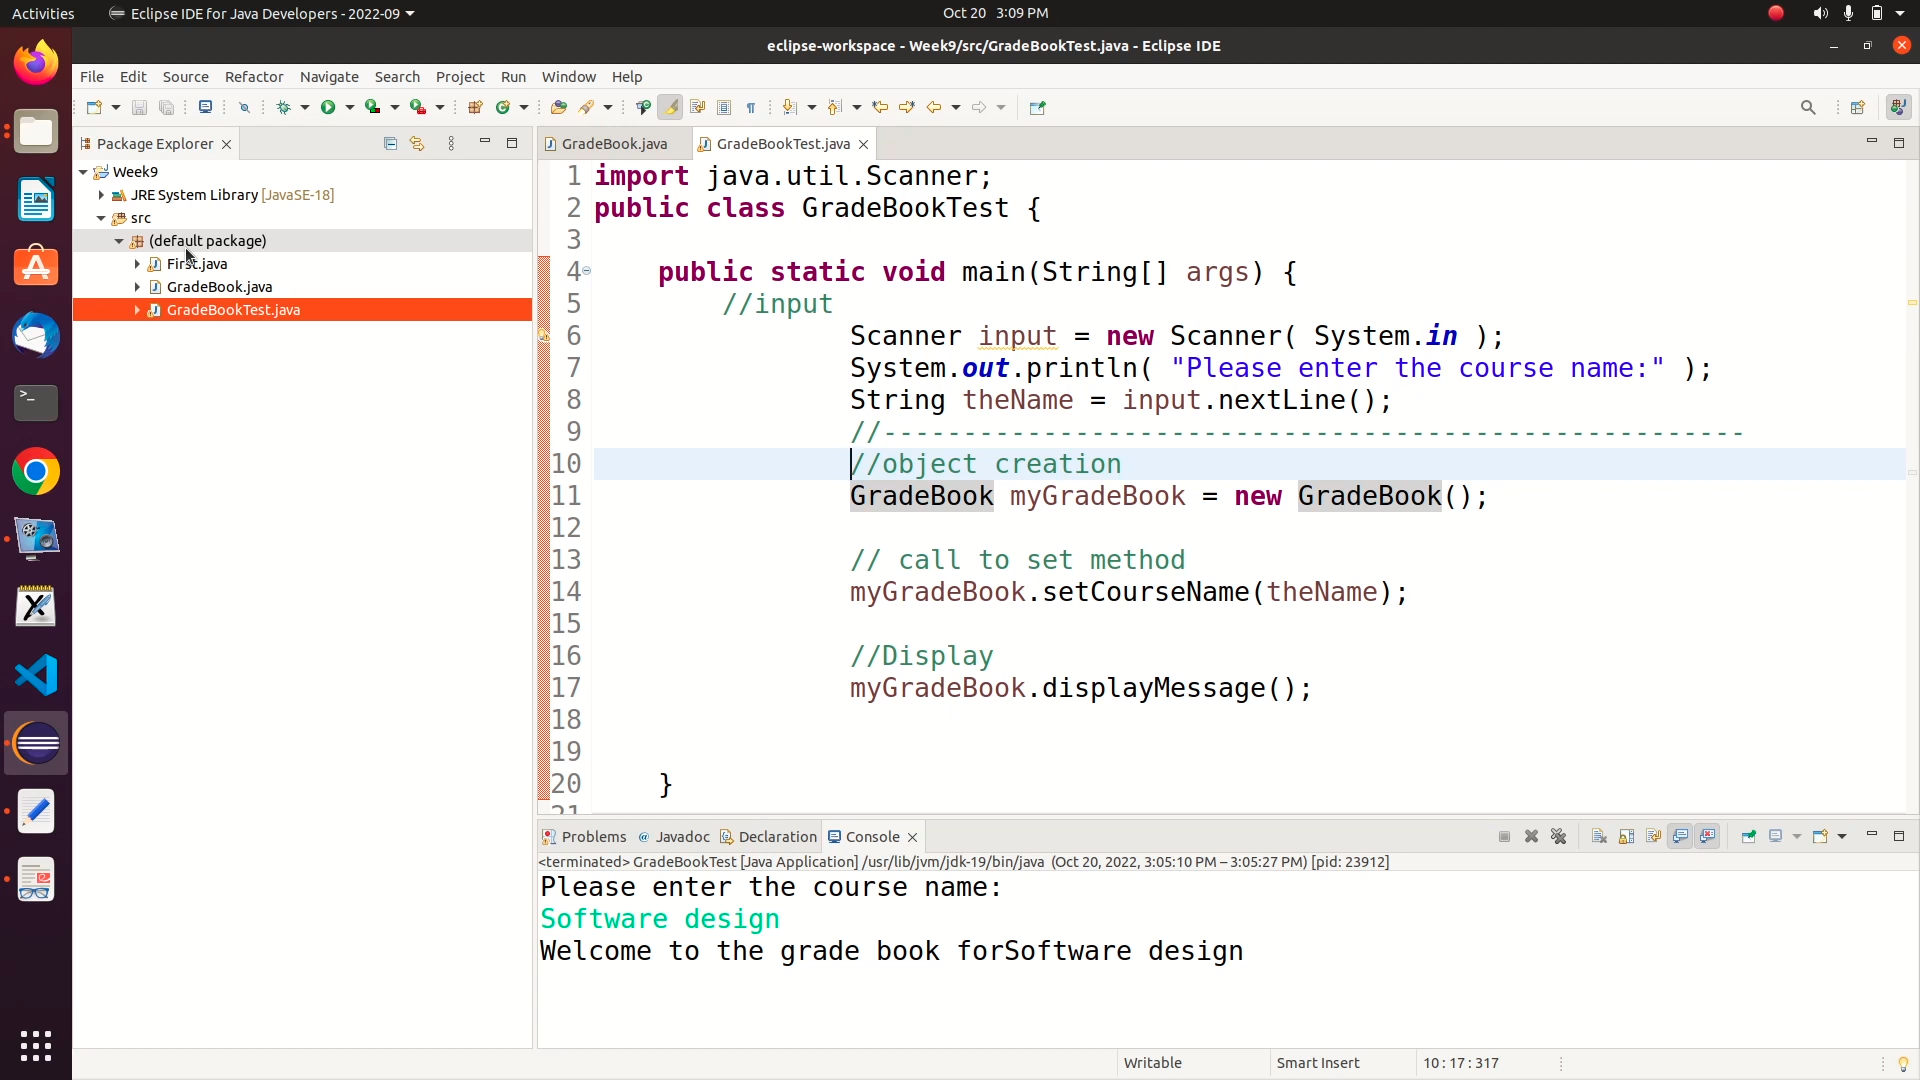 Activities
Eclipse IDE for Java Developers - 2022-09
Oct 20 3:09 PM
eclipse-workspace - Week9/src/GradeBookTest.java - Eclipse IDE
File Edit Source Refactor Navigate Search Project Run Window Help
Package Explorer
Week9
JRE System Library [JavaSE-18]
src
(default package)
First.java
GradeBook.java
GradeBookTest.java
GradeBook.java
GradeBookTest.java
1 import java.util.Scanner;
2 public class GradeBookTest {
3
4 public static void main(String[] args) {
5 //input
6 Scanner input = new Scanner( System.in );
7 System.out.println( "Please enter the course name:" );
8 String theName = input.nextLine();
9 //------------------------------------------------------
10 //object creation
11 GradeBook myGradeBook = new GradeBook();
12
13 // call to set method
14 myGradeBook.setCourseName(theName);
15
16 //Display
17 myGradeBook.displayMessage();
18
19
20 }
21
Problems Javadoc Declaration Console
<terminated> GradeBookTest [Java Application] /usr/lib/jvm/jdk-19/bin/java (Oct 20, 2022, 3:05:10 PM – 3:05:27 PM) [pid: 23912]
Please enter the course name:
Software design
Welcome to the grade book forSoftware design
Writable
Smart Insert
10 : 17 : 317